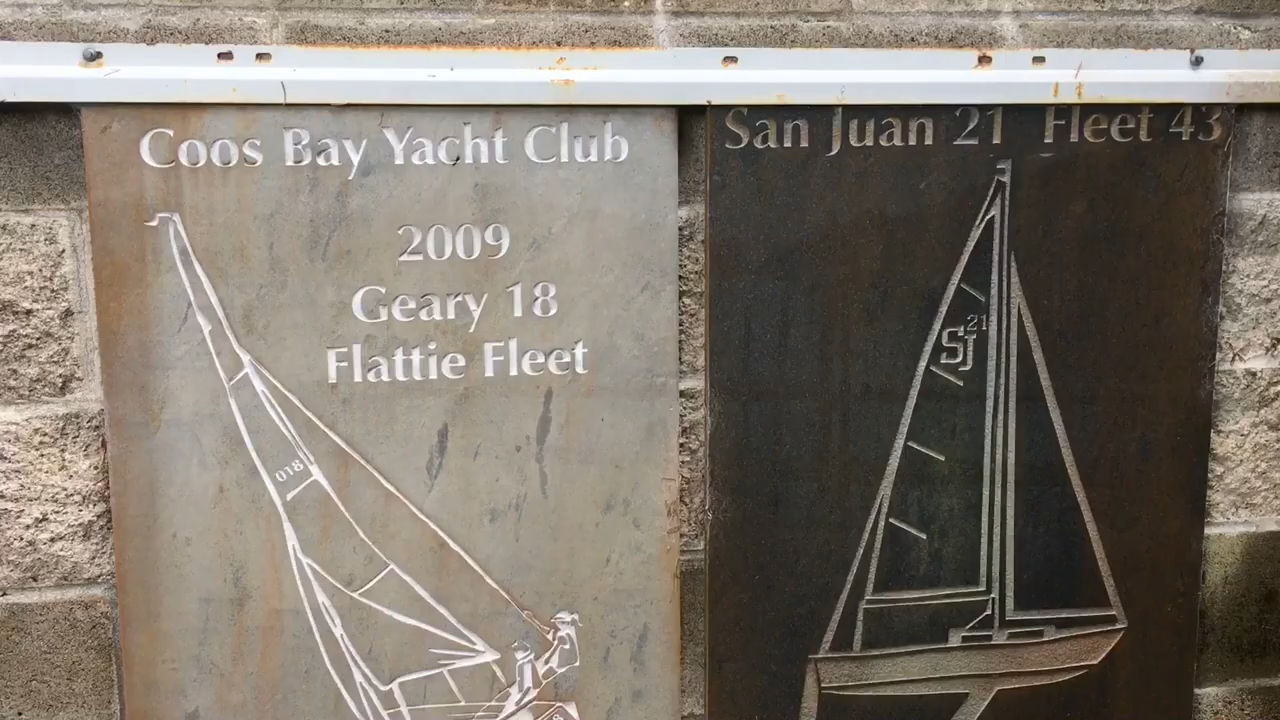 Coos Bay Yacht Club
2009
Geary 18
Flattie Fleet
018
San Juan 21 Fleet 43
SJ 21